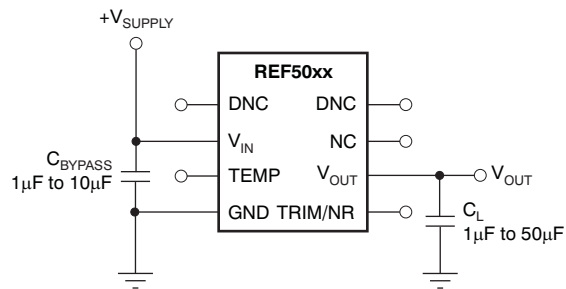 +V_SUPPLY
REF50xx
DNC DNC
V_IN NC
C_BYPASS
1μF to 10μF
TEMP V_OUT V_OUT
GND TRIM/NR
C_L
1μF to 50μF